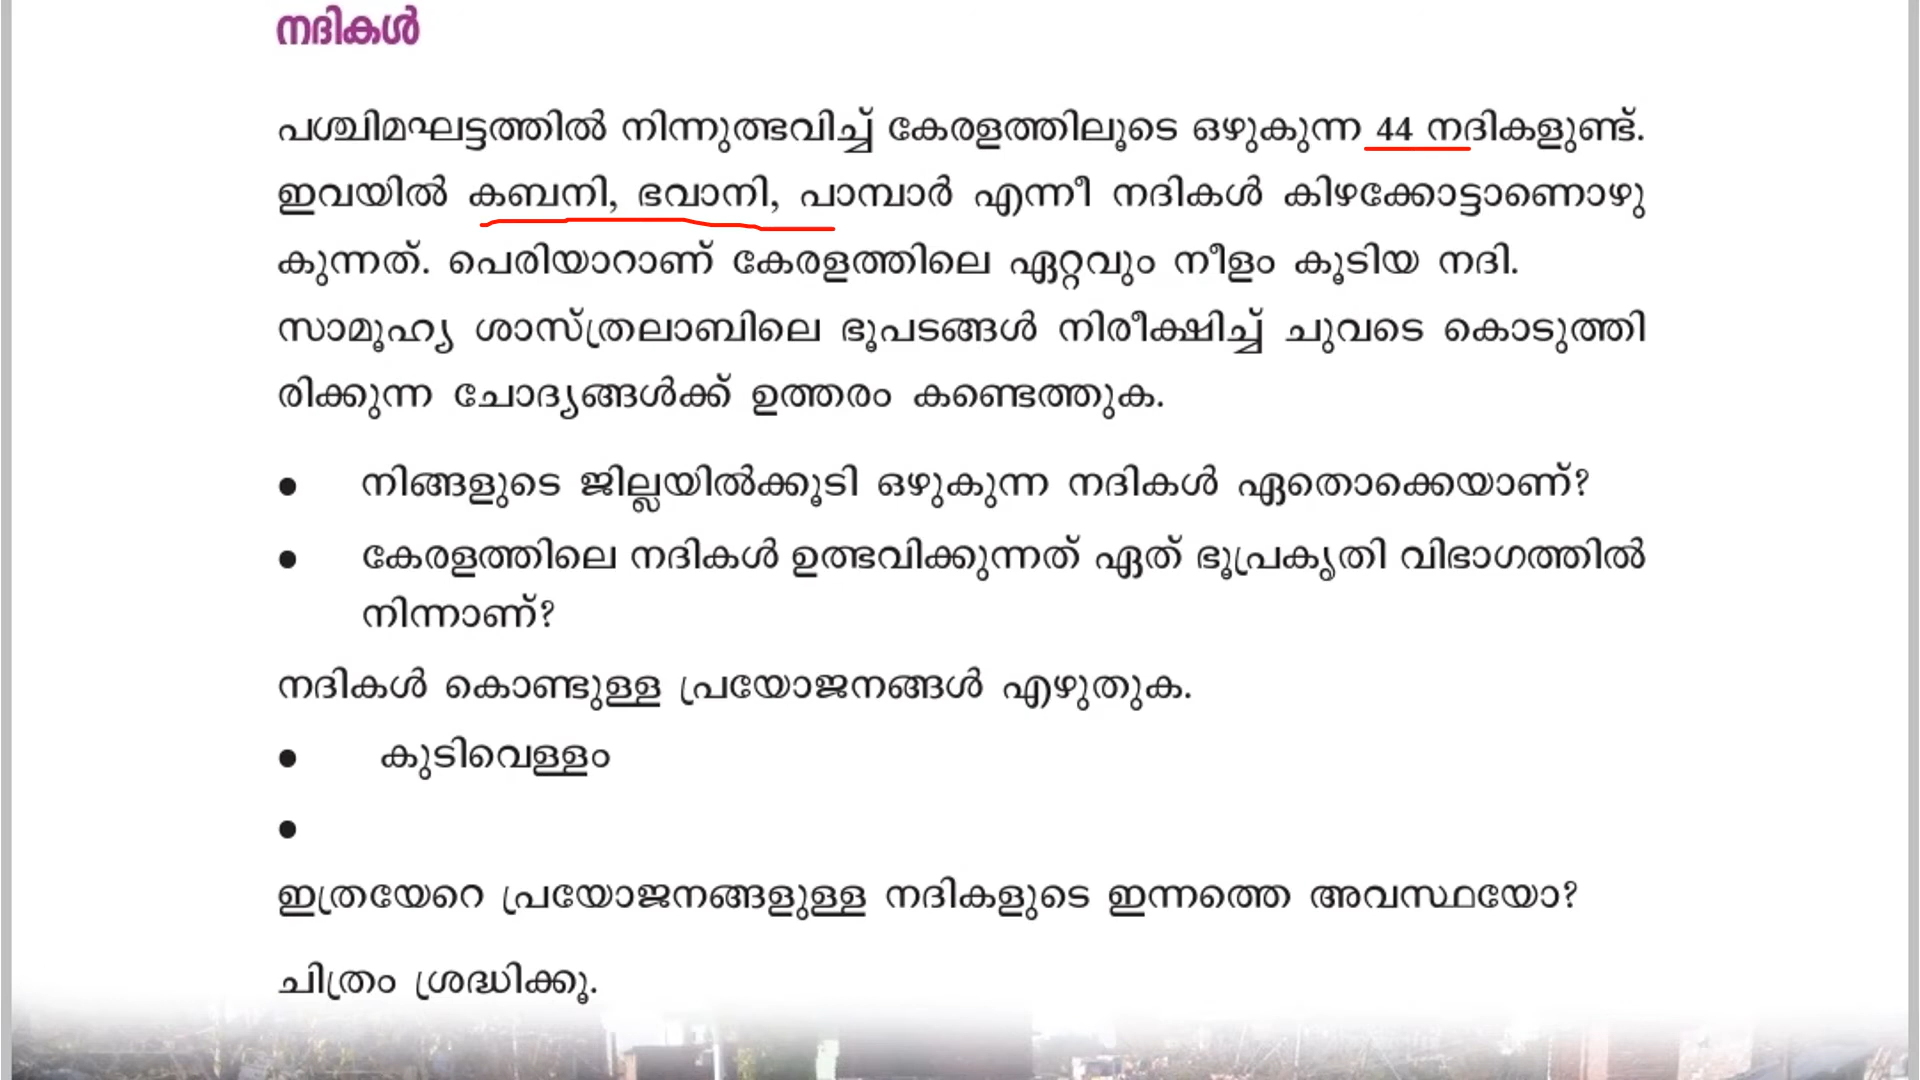 നദികൾ
പശ്ചിമഘട്ടത്തിൽ നിന്നുത്ഭവിച്ച് കേരളത്തിലൂടെ ഒഴുകുന്ന 44 നദികളുണ്ട്.
ഇവയിൽ കബനി, ഭവാനി, പാമ്പാർ എന്നീ നദികൾ കിഴക്കോട്ടാണൊഴു
കുന്നത്. പെരിയാറാണ് കേരളത്തിലെ ഏറ്റവും നീളം കൂടിയ നദി.
സാമൂഹ്യ ശാസ്ത്രലാബിലെ ഭൂപടങ്ങൾ നിരീക്ഷിച്ച് ചുവടെ കൊടുത്തി
രിക്കുന്ന ചോദ്യങ്ങൾക്ക് ഉത്തരം കണ്ടെത്തുക.
● നിങ്ങളുടെ ജില്ലയിൽക്കൂടി ഒഴുകുന്ന നദികൾ ഏതൊക്കെയാണ്?
● കേരളത്തിലെ നദികൾ ഉത്ഭവിക്കുന്നത് ഏത് ഭൂപ്രകൃതി വിഭാഗത്തിൽ
നിന്നാണ്?
നദികൾ കൊണ്ടുള്ള പ്രയോജനങ്ങൾ എഴുതുക.
● കുടിവെള്ളം
●
ഇത്രയേറെ പ്രയോജനങ്ങളുള്ള നദികളുടെ ഇന്നത്തെ അവസ്ഥയോ?
ചിത്രം ശ്രദ്ധിക്കൂ.